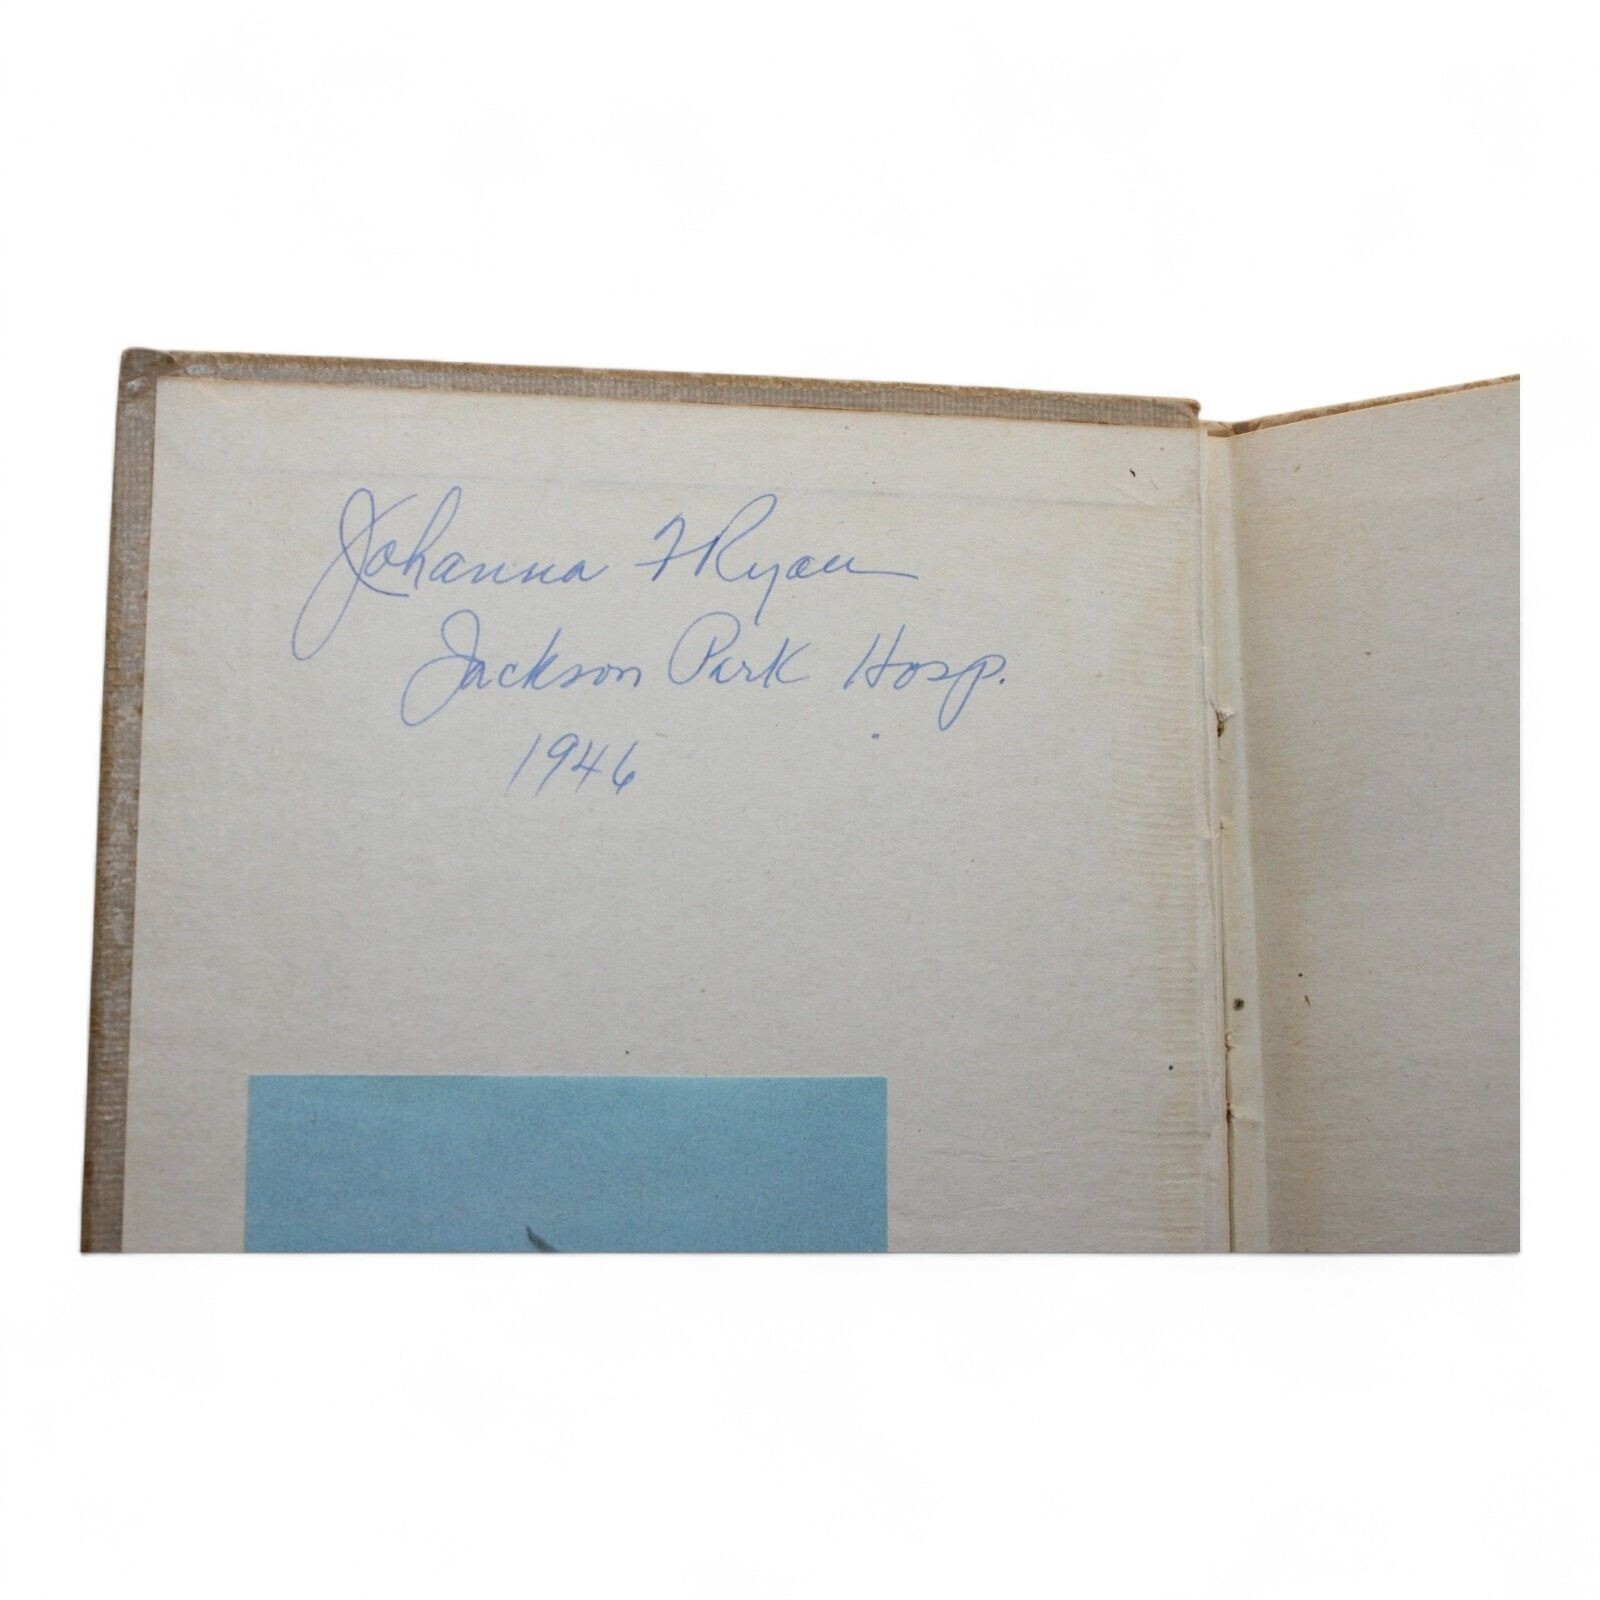 Johanna F Ryan
Jackson Park Hosp.
1946